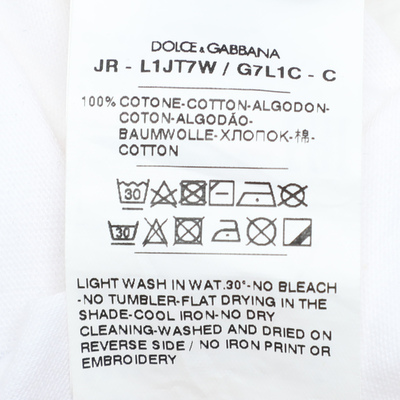 DOLCE & GABBANA
JR - L1JT7W / G7L1C - C
100% COTONE-COTTON-ALGODON-
COTON-ALGODÃO-
BAUMWOLLE-ХЛОПОК-棉-
COTTON
30
30
LIGHT WASH IN WAT.30°-NO BLEACH
-NO TUMBLER-FLAT DRYING IN THE
SHADE-COOL IRON-NO DRY
CLEANING-WASHED AND DRIED ON
REVERSE SIDE / NO IRON PRINT OR
EMBROIDERY